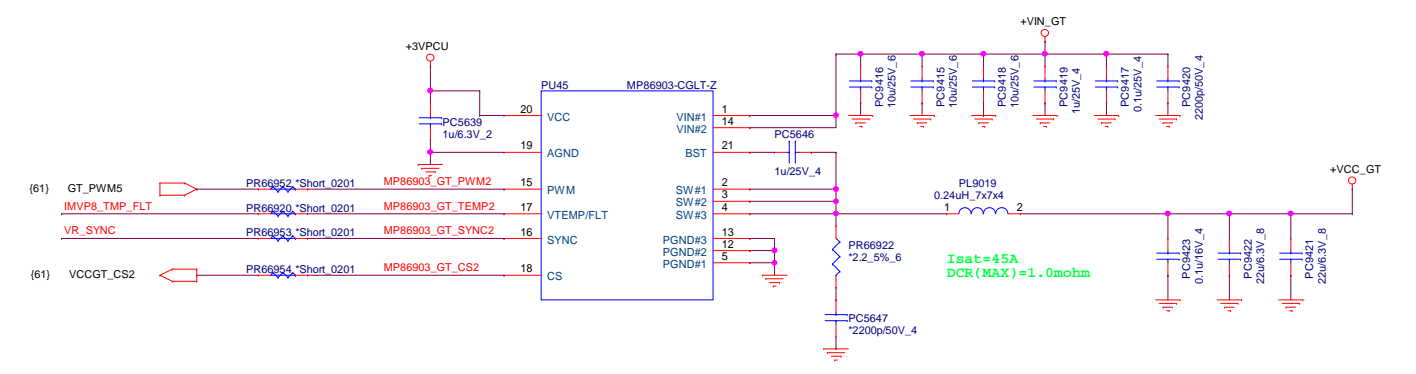 +VIN_GT
+3VPCU
PU45
MP86903-CGLT-Z
PC9416
10u/25V_6
PC9415
10u/25V_6
PC9418
10u/25V_6
PC9419
1u/25V_4
PC9417
0.1u/25V_4
PC9420
2200p/50V_4
20
VCC
PC5639
1u/6.3V_2
19
AGND
VIN#1
1
VIN#2
14
BST
21
PC5646
1u/25V_4
{61}
GT_PWM5
PR66952
*Short_0201
MP86903_GT_PWM2
15
PWM
IMVP8_TMP_FLT
PR66920
*Short_0201
MP86903_GT_TEMP2
17
VTEMP/FLT
VR_SYNC
PR66953
*Short_0201
MP86903_GT_SYNC2
16
SYNC
{61}
VCCGT_CS2
PR66954
*Short_0201
MP86903_GT_CS2
18
CS
SW#1
2
SW#2
3
SW#3
4
PGND#3
13
PGND#2
12
PGND#1
5
PL9019
0.24uH_7x7x4
1
2
+VCC_GT
PR66922
*2.2_5%_6
PC5647
*2200p/50V_4
Isat=45A
DCR(MAX)=1.0mohm
PC9423
0.1u/16V_4
PC9422
22u/6.3V_8
PC9421
22u/6.3V_8